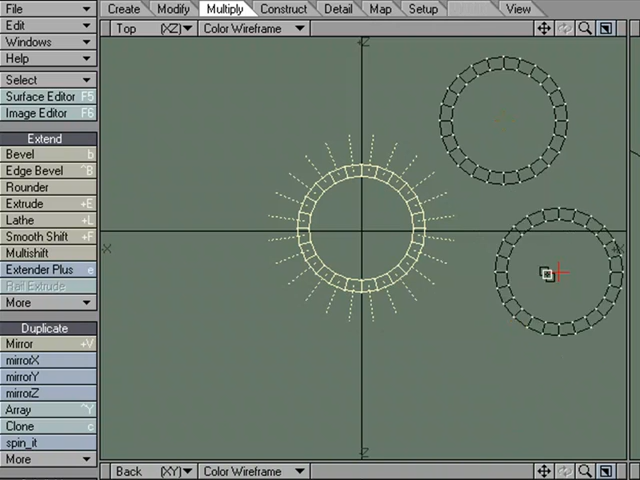 File
Create Modify Multiply Construct Detail Map Setup View
Edit
Top (XZ) Color Wireframe
Windows
Help
Select
Surface Editor F5
Image Editor F6
Extend
Bevel b
Edge Bevel ^B
Rounder
Extrude +E
Lathe +L
Smooth Shift +F
Multishift
Extender Plus e
Rail Extrude
More
Duplicate
Mirror +V
mirrorX
mirrorY
mirrorZ
Array ^Y
Clone c
spin_it
More
Z
-X
+X
-Z
Back (XY) Color Wireframe